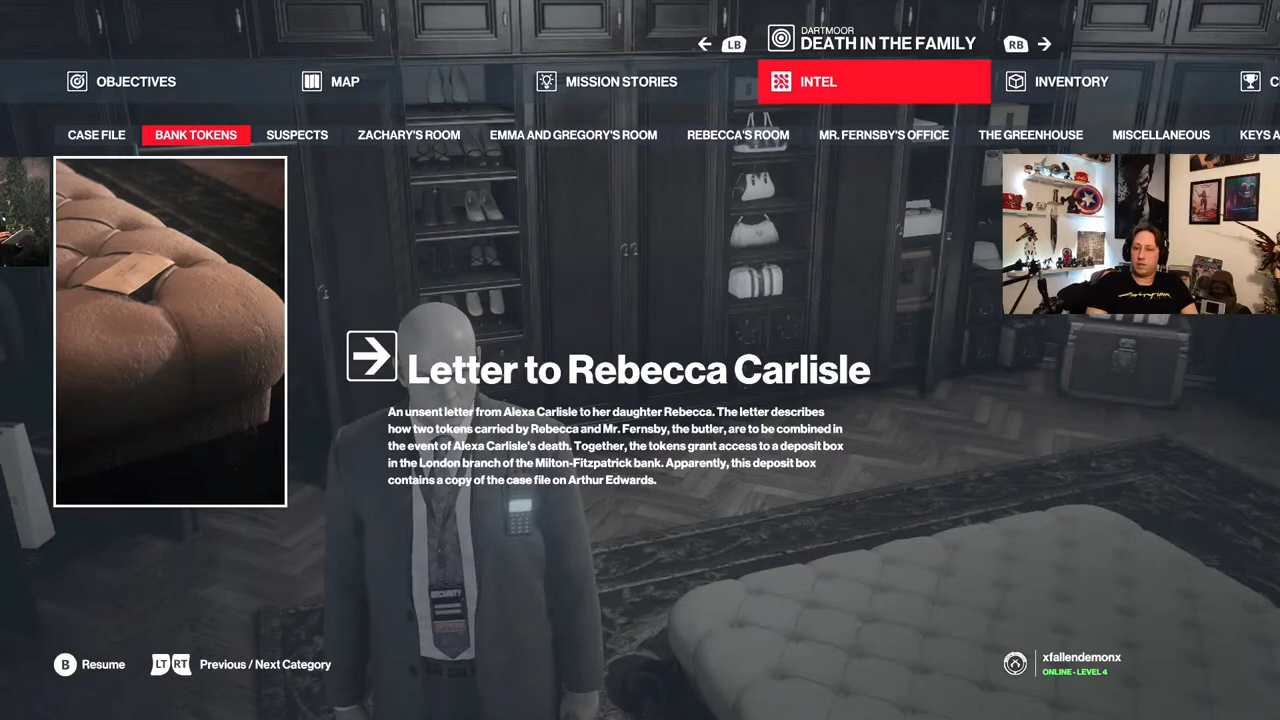 LB
DARTMOOR
DEATH IN THE FAMILY
RB
OBJECTIVES
MAP
MISSION STORIES
INTEL
INVENTORY
C
CASE FILE
BANK TOKENS
SUSPECTS
ZACHARY'S ROOM
EMMA AND GREGORY'S ROOM
REBECCA'S ROOM
MR. FERNSBY'S OFFICE
THE GREENHOUSE
MISCELLANEOUS
KEYS A
Letter to Rebecca Carlisle
An unsent letter from Alexa Carlisle to her daughter Rebecca. The letter describes
how two tokens carried by Rebecca and Mr. Fernsby, the butler, are to be combined in
the event of Alexa Carlisle's death. Together, the tokens grant access to a deposit box
in the London branch of the Milton-Fitzpatrick bank. Apparently, this deposit box
contains a copy of the case file on Arthur Edwards.
SECURITY
B Resume
LT RT Previous / Next Category
xfallendemonx
ONLINE - LEVEL 4